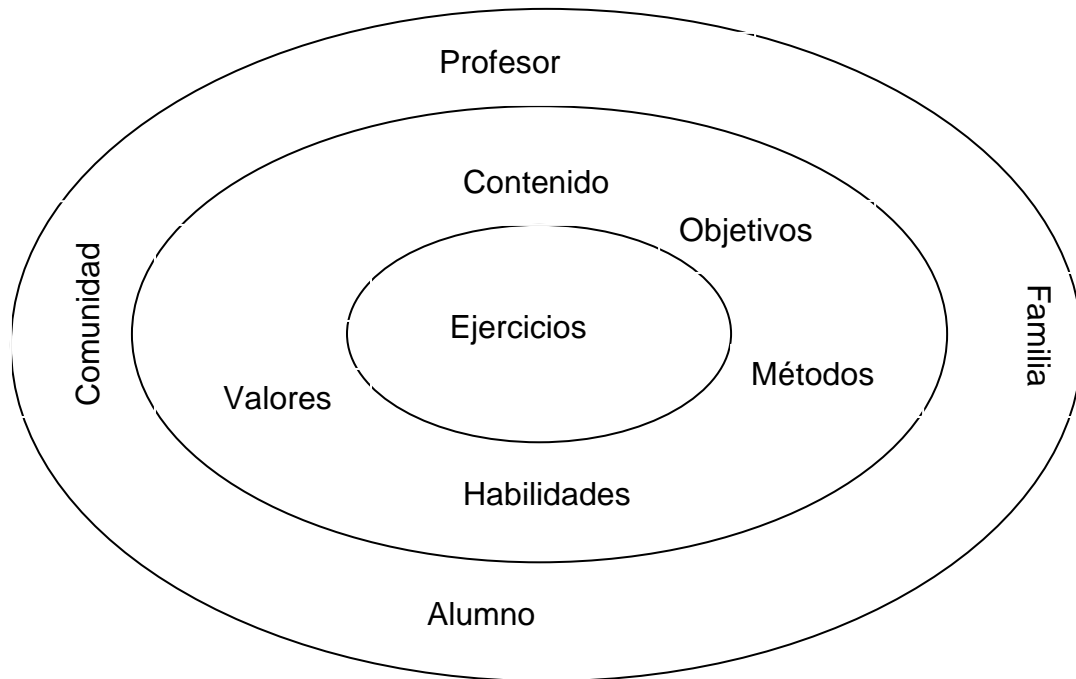 Profesor
Contenido
Objetivos
Comunidad
Familia
Ejercicios
Métodos
Valores
Habilidades
Alumno